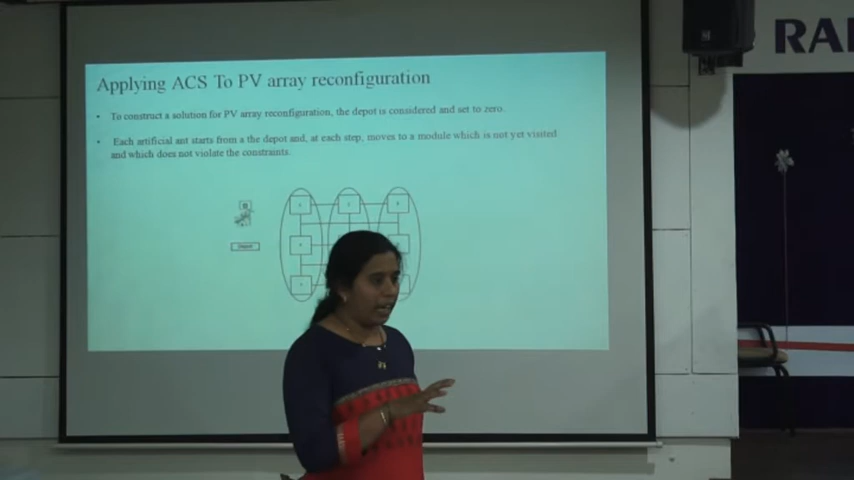 Applying ACS To PV array reconfiguration
• To construct a solution for PV array reconfiguration, the depot is considered and set to zero.
• Each artificial ant starts from a the depot and, at each step, moves to a module which is not yet visited
and which does not violate the constraints.
RA